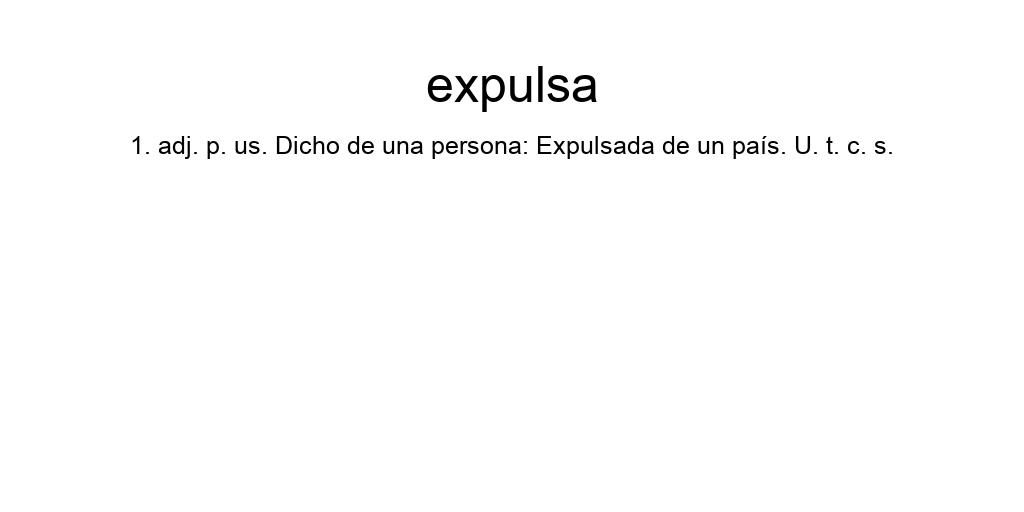 expulsa
1. adj. p. us. Dicho de una persona: Expulsada de un país. U. t. c. s.